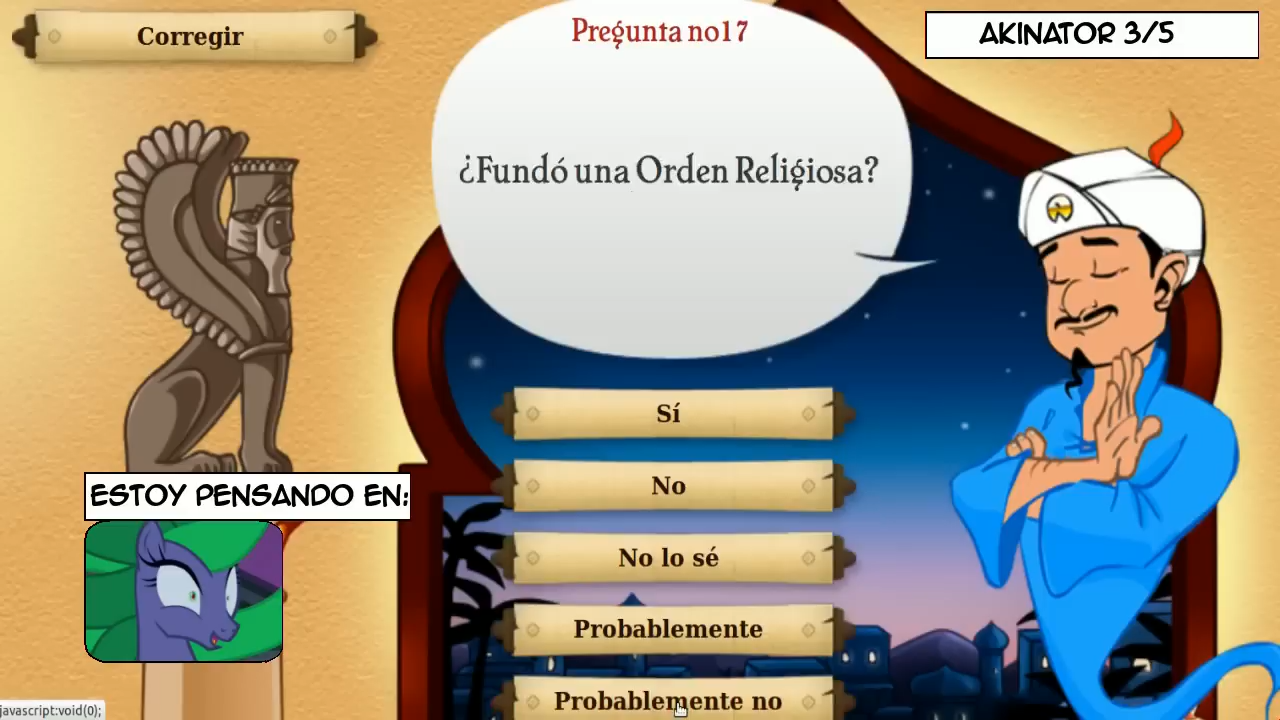 Corregir
Pregunta no17
AKINATOR 3/5
¿Fundó una Orden Religiosa?
Sí
No
ESTOY PENSANDO EN:
No lo sé
Probablemente
Probablemente no
javascript:void(0);